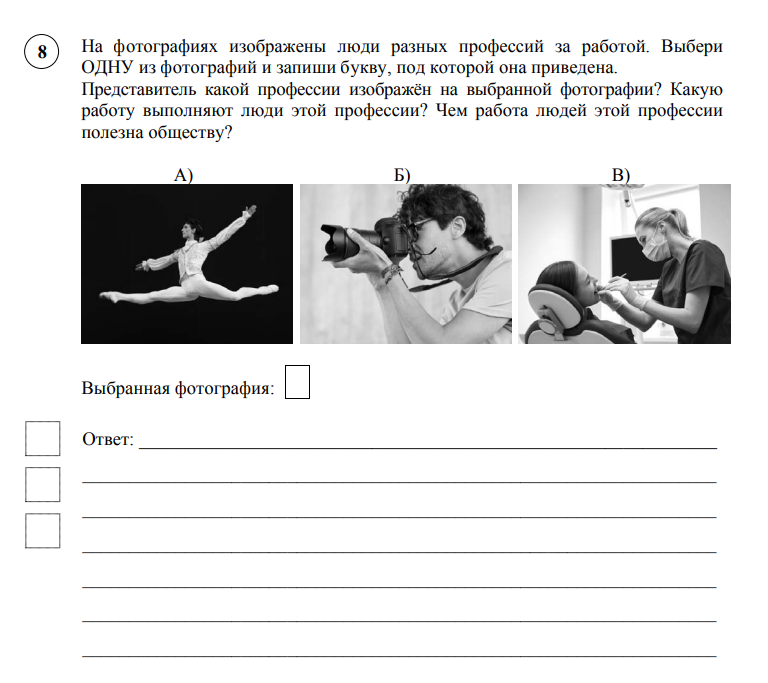 8
На фотографиях изображены люди разных профессий за работой. Выбери
ОДНУ из фотографий и запиши букву, под которой она приведена.
Представитель какой профессии изображён на выбранной фотографии? Какую
работу выполняют люди этой профессии? Чем работа людей этой профессии
полезна обществу?
А) Б) В)
Выбранная фотография:
Ответ: